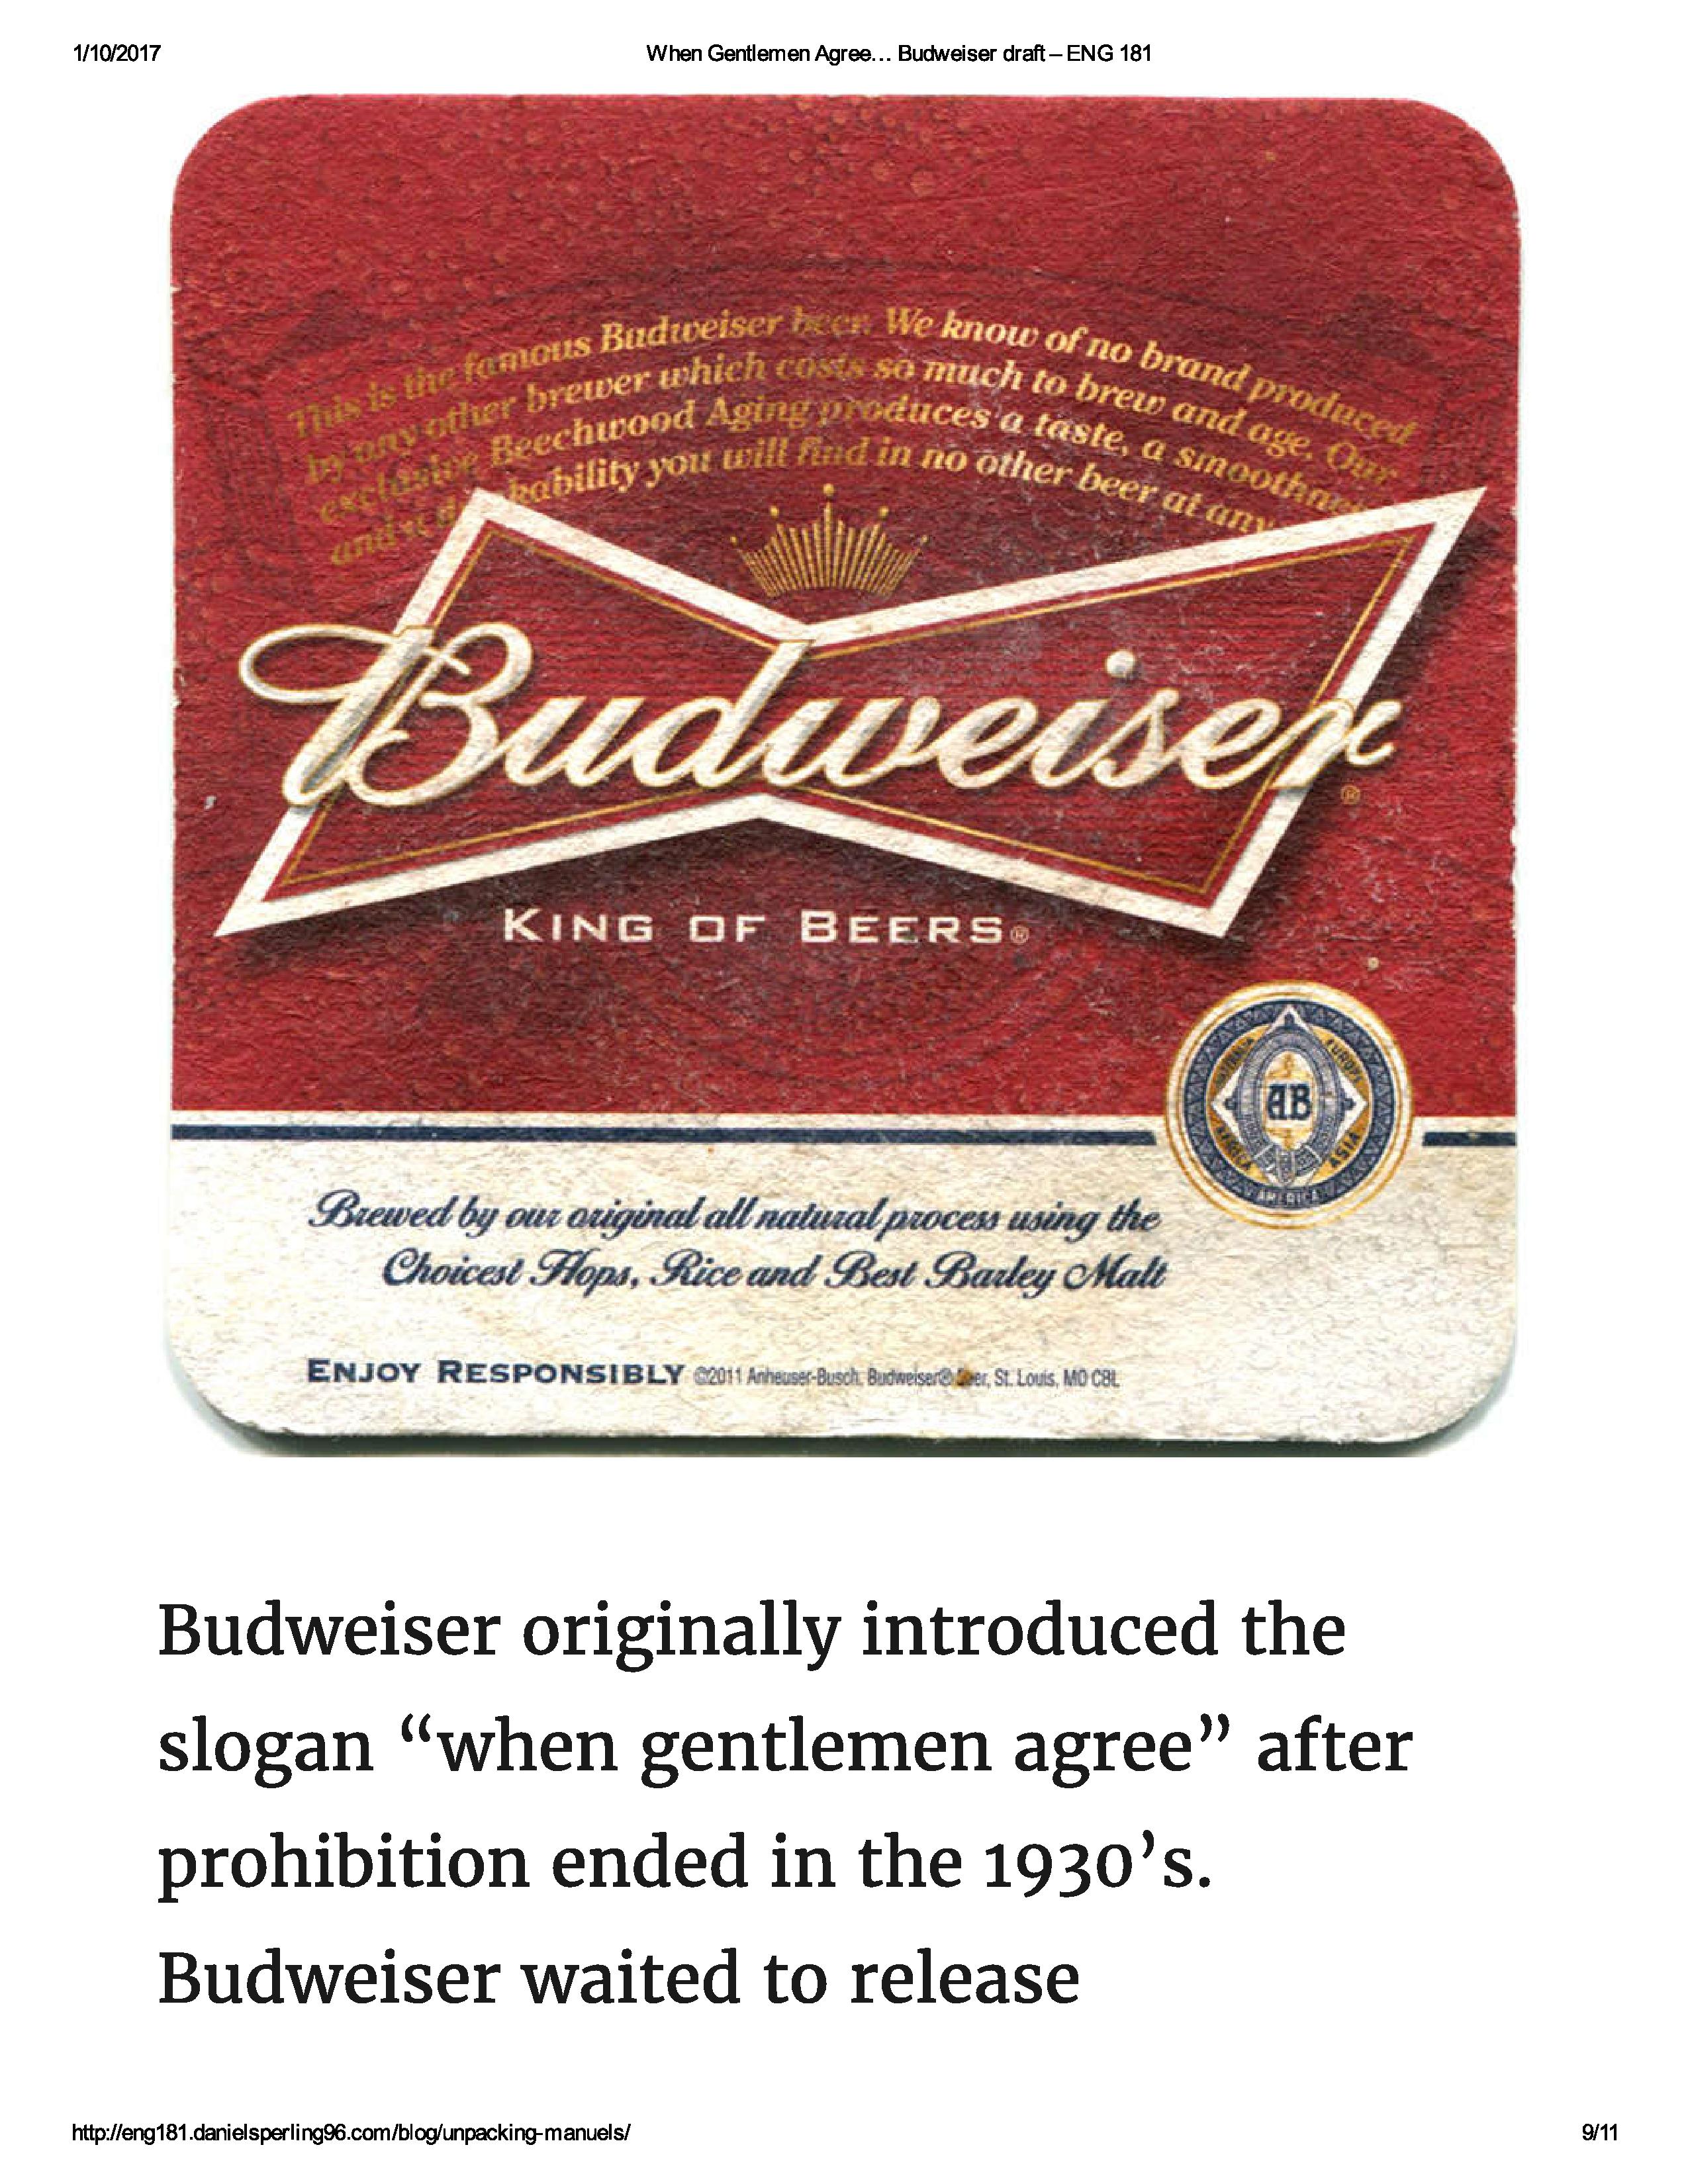 1/10/2017 When Gentlemen Agree… Budweiser draft – ENG 181
This is the famous Budweiser beer. We know of no brand produced
by any other brewer which costs so much to brew and age. Our
exclusive Beechwood Aging produces a taste, a smoothness
and a d kability you will find in no other beer at any
Budweiser®
KING OF BEERS®
EUROPE
AB
AFRICA ASIA
AMERICA
Brewed by our original all natural process using the
Choicest Hops, Rice and Best Barley Malt
ENJOY RESPONSIBLY ©2011 Anheuser-Busch, Budweiser® Beer, St. Louis, MO CBL
Budweiser originally introduced the
slogan “when gentlemen agree” after
prohibition ended in the 1930’s.
Budweiser waited to release
http://eng181.danielsperling96.com/blog/unpacking-manuels/ 9/11